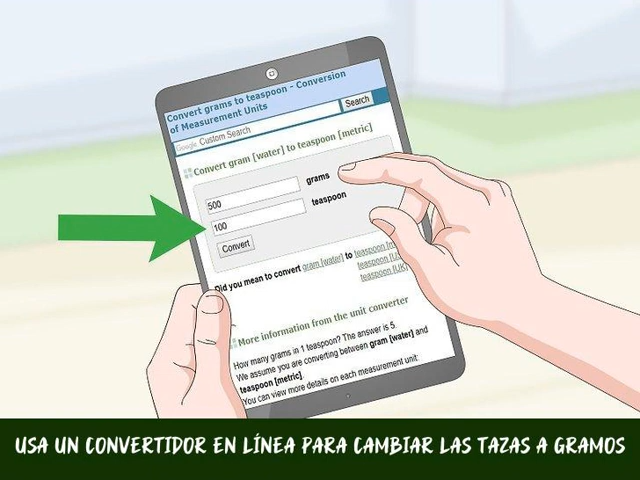 Convert grams to teaspoon - Conversion
of Measurement Units
Google Custom Search
Search
Convert gram [water] to teaspoon [metric]
500
grams
100
teaspoon
Convert
Did you mean to convert gram [water] to teaspoon
teaspoon
teaspoon [UK]
More information from the unit converter
How many grams in 1 teaspoon? The answer is 5.
We assume you are converting between gram [water] and
teaspoon [metric].
You can view more details on each measurement unit:
USA UN CONVERTIDOR EN LÍNEA PARA CAMBIAR LAS TAZAS A GRAMOS